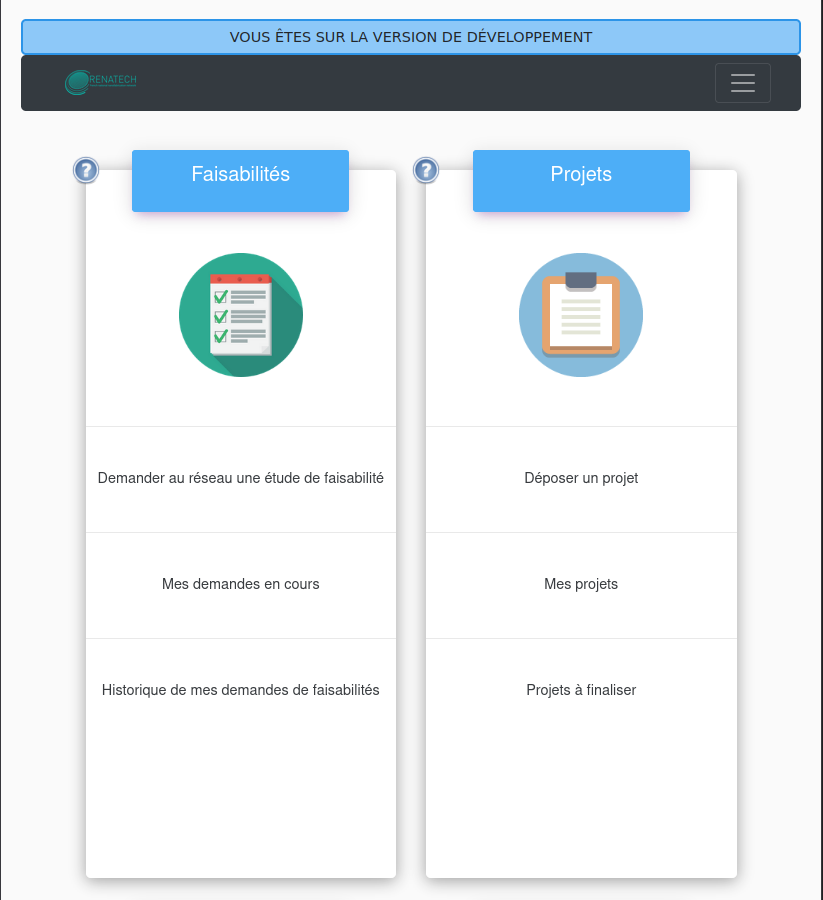 VOUS ÊTES SUR LA VERSION DE DÉVELOPPEMENT
RENATECH
? Faisabilités
? Projets
Demander au réseau une étude de faisabilité
Déposer un projet
Mes demandes en cours
Mes projets
Historique de mes demandes de faisabilités
Projets à finaliser